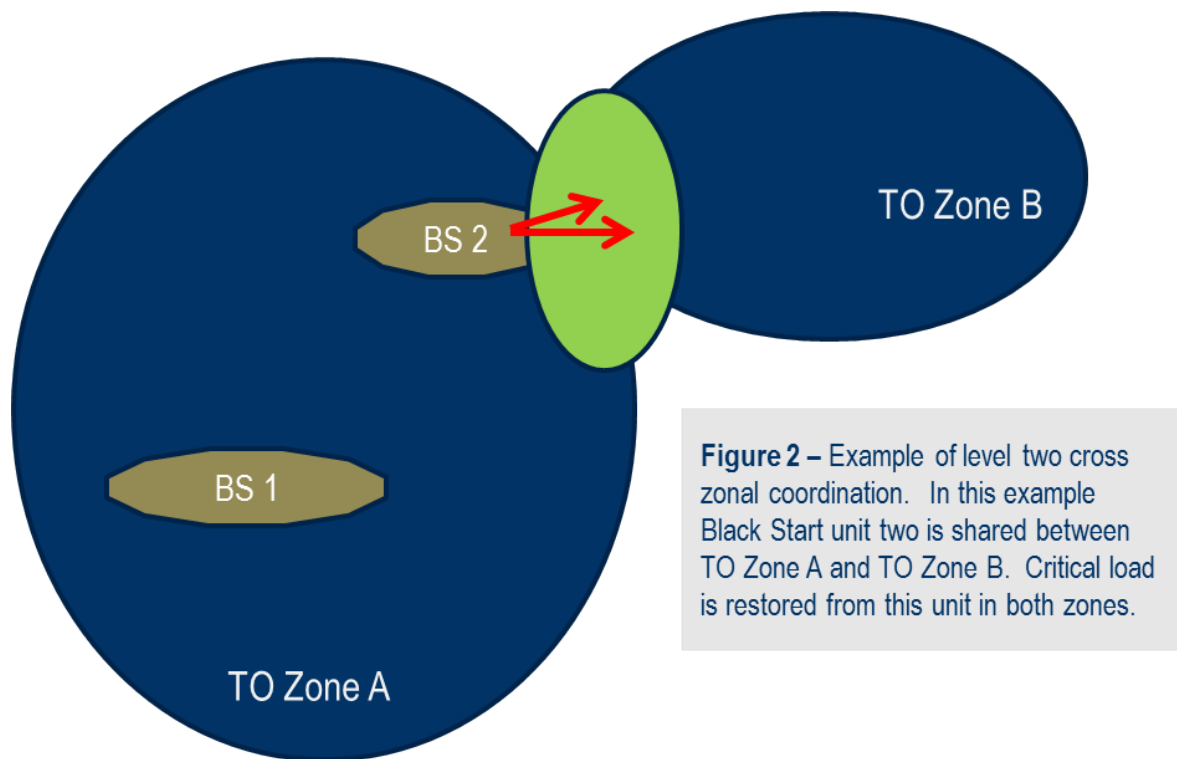 BS 2
TO Zone B
BS 1
TO Zone A
Figure 2 – Example of level two cross
zonal coordination. In this example
Black Start unit two is shared between
TO Zone A and TO Zone B. Critical load
is restored from this unit in both zones.